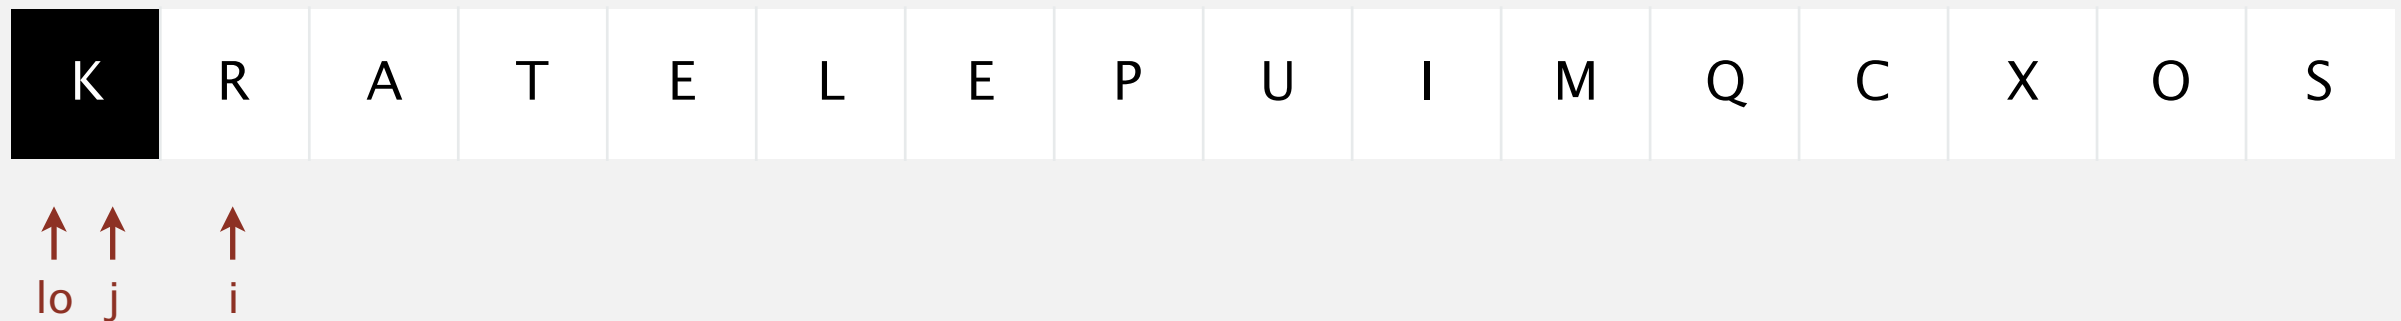 K R A T E L E P U I M Q C X O S
lo j i